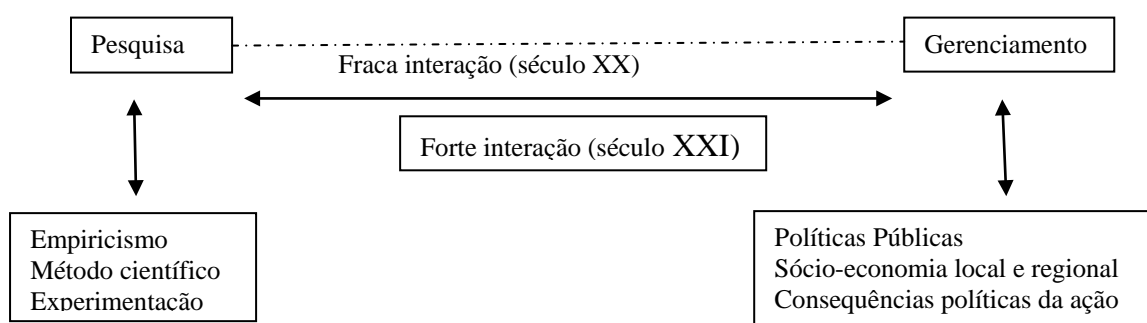 Pesquisa
Gerenciamento
Fraca interação (século XX)
Forte interação (século XXI)
Empiricismo
Método científico
Experimentação
Políticas Públicas
Sócio-economia local e regional
Consequências políticas da ação